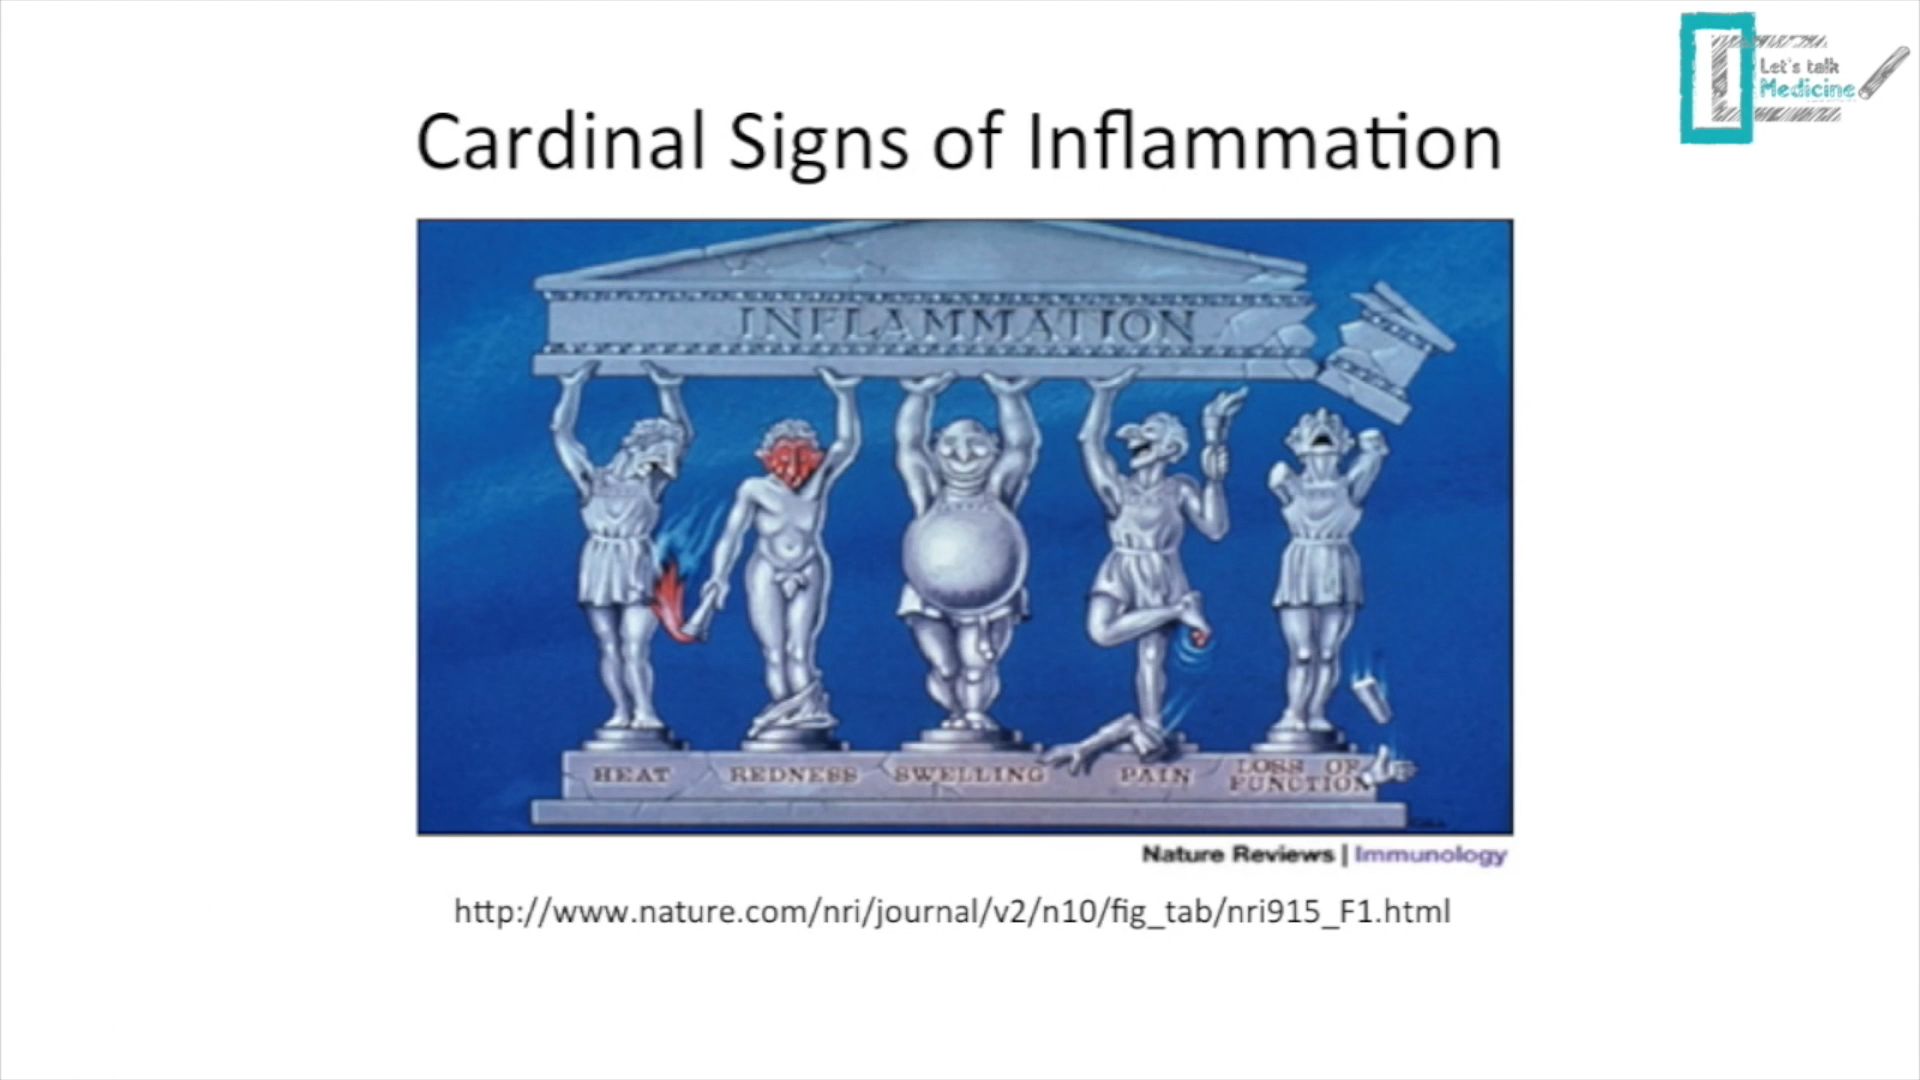 Let's talk
Medicine
Cardinal Signs of Inflammation
INFLAMMATION
HEAT REDNESS SWELLING PAIN LOSS OF
FUNCTION
Nature Reviews | Immunology
http://www.nature.com/nri/journal/v2/n10/fig_tab/nri915_F1.html